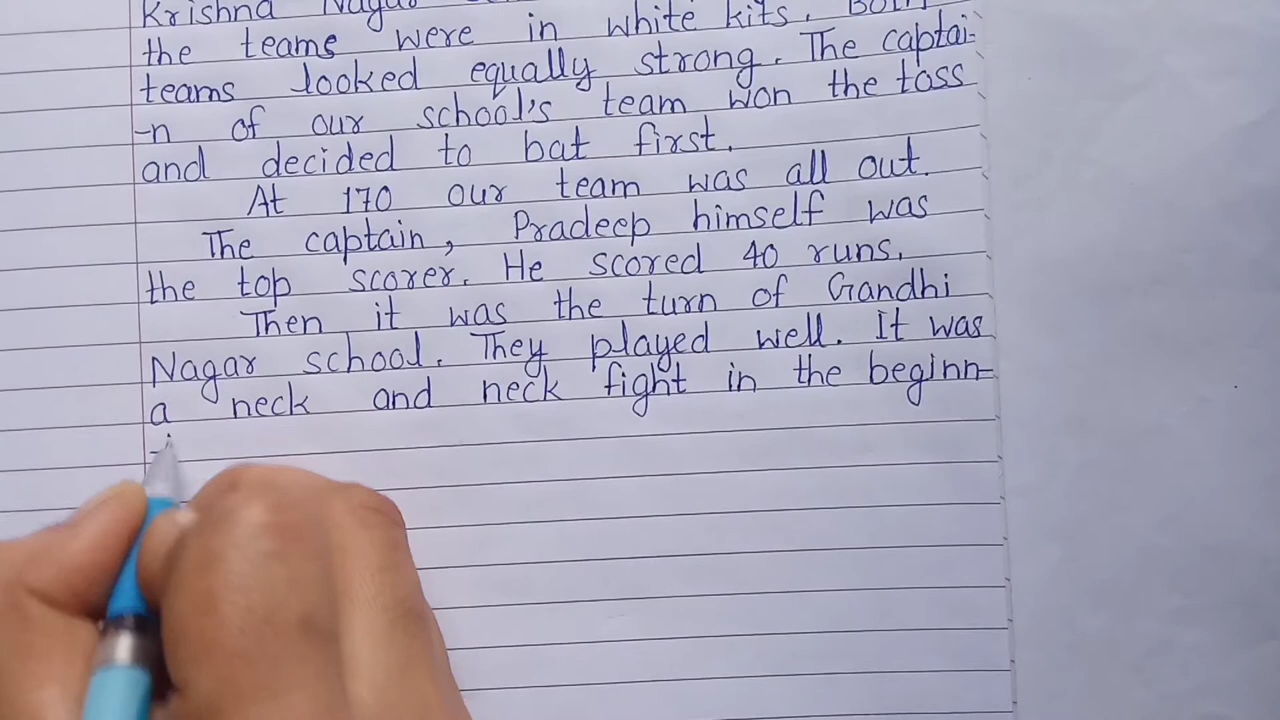 Krishna Nagar
the teams were in white kits. Both
teams looked equally strong. The captai-
-n of our school's team won the toss
and decided to bat first.
At 170 our team was all out.
The captain, Pradeep himself was
the top scorer. He scored 40 runs.
Then it was the turn of Gandhi
Nagar school. They played well. It was
a neck and neck fight in the beginn-
-